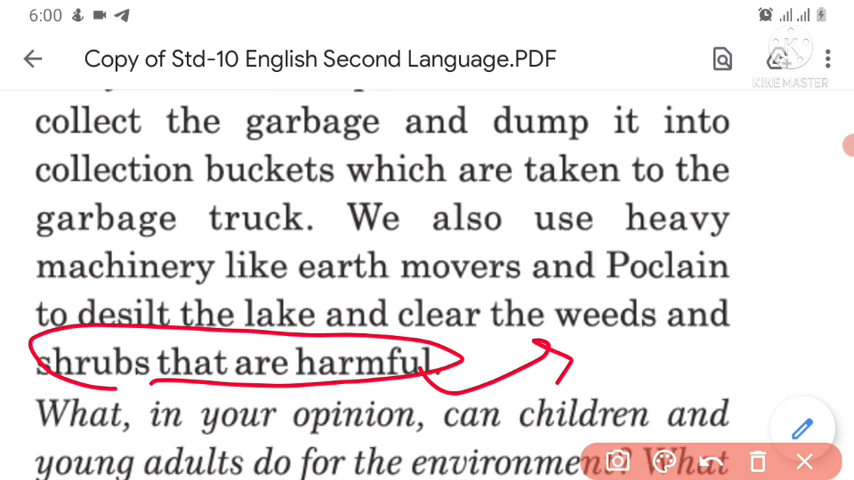 6:00
Copy of Std-10 English Second Language.PDF
KINEMASTER
collect the garbage and dump it into
collection buckets which are taken to the
garbage truck. We also use heavy
machinery like earth movers and Poclain
to desilt the lake and clear the weeds and
shrubs that are harmful.
What, in your opinion, can children and
young adults do for the environment? What